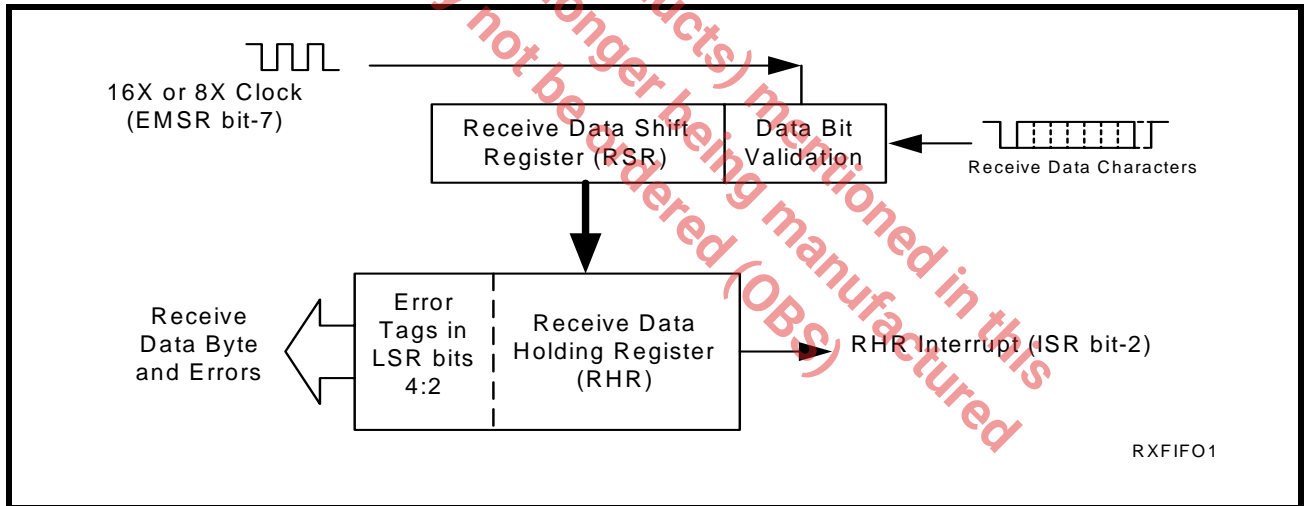 16X or 8X Clock
(EMSR bit-7)
Receive Data Shift
Register (RSR)
Data Bit
Validation
Receive Data Characters
Receive
Data Byte
and Errors
Error
Tags in
LSR bits
4:2
Receive Data
Holding Register
(RHR)
RHR Interrupt (ISR bit-2)
RXFIFO1
ucts) mentioned in this
onger being manufactured
not be ordered (OBS)